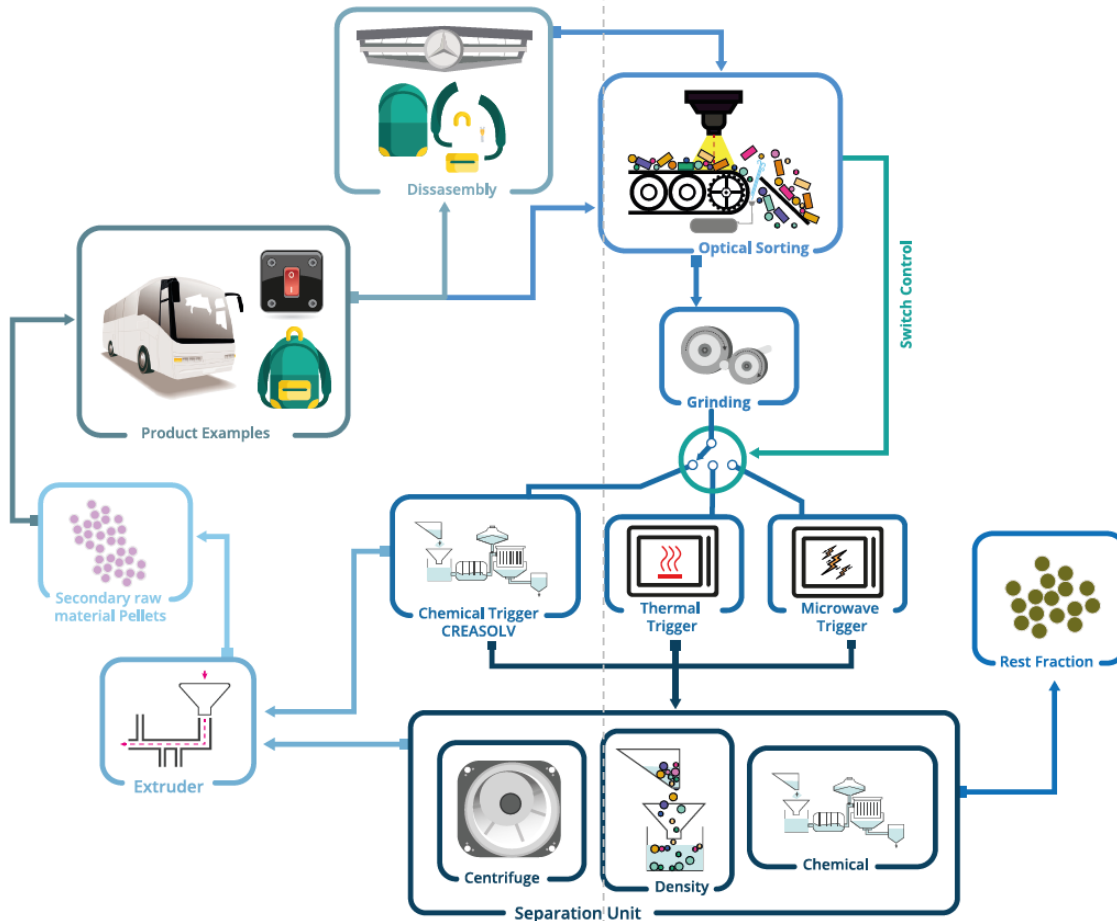 Dissasembly
Optical Sorting
Switch Control
Product Examples
Grinding
Secondary raw
material Pellets
Chemical Trigger
CREASOLV
Thermal
Trigger
Microwave
Trigger
Rest Fraction
Extruder
Centrifuge
Density
Chemical
Separation Unit